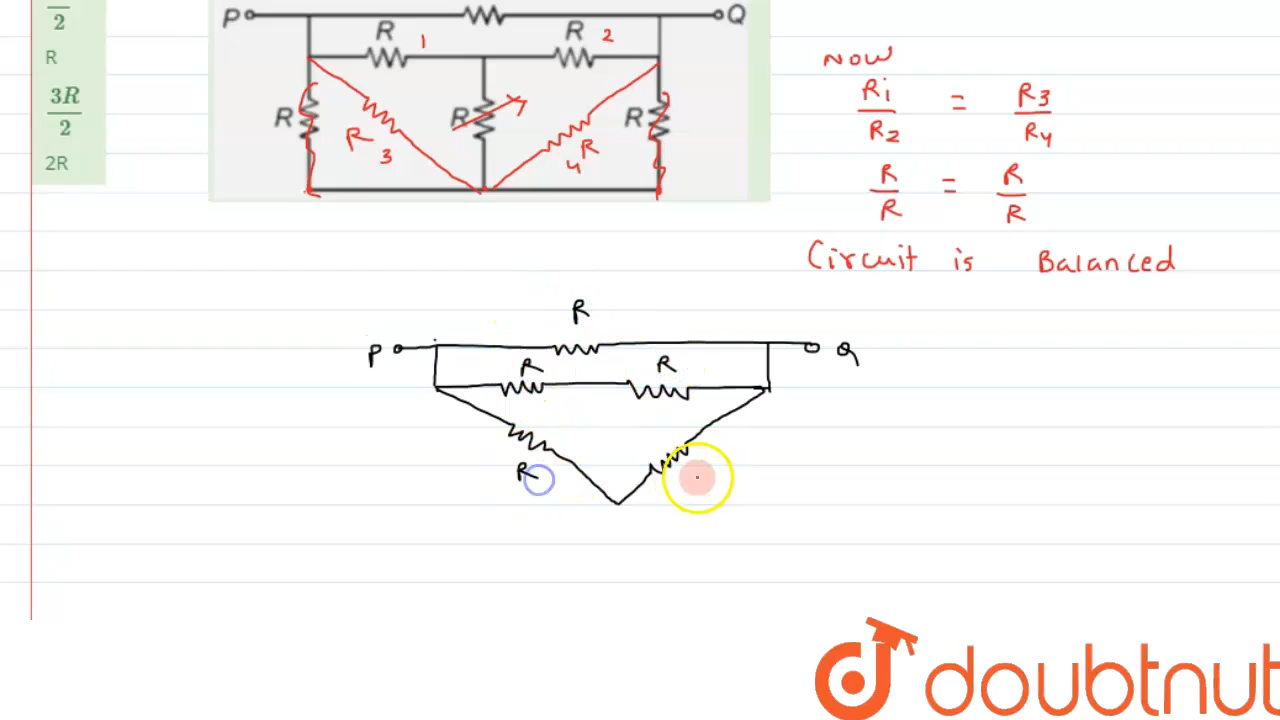 2
R
3R
2
2R
P
Q
R 1
R 2
R
R
R
R 3
4 R
NOW
R1 = R3
R2 R4
R = R
R R
Circuit is Balanced
R
P
Q
R
R
R
doubtnut